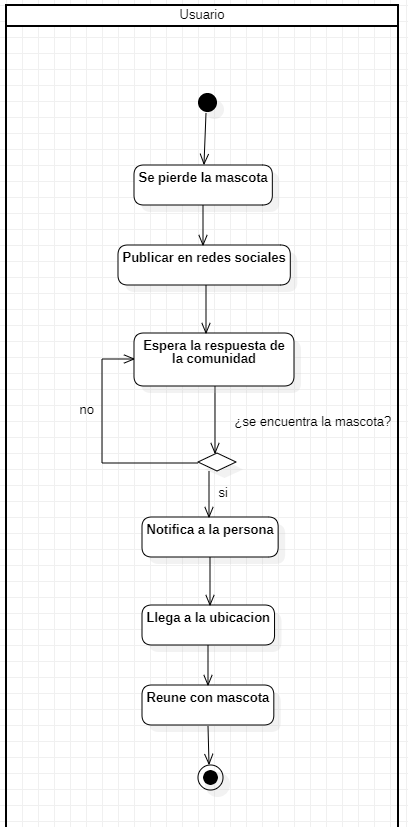 Usuario
Se pierde la mascota
Publicar en redes sociales
Espera la respuesta de
la comunidad
no
¿se encuentra la mascota?
si
Notifica a la persona
Llega a la ubicacion
Reune con mascota